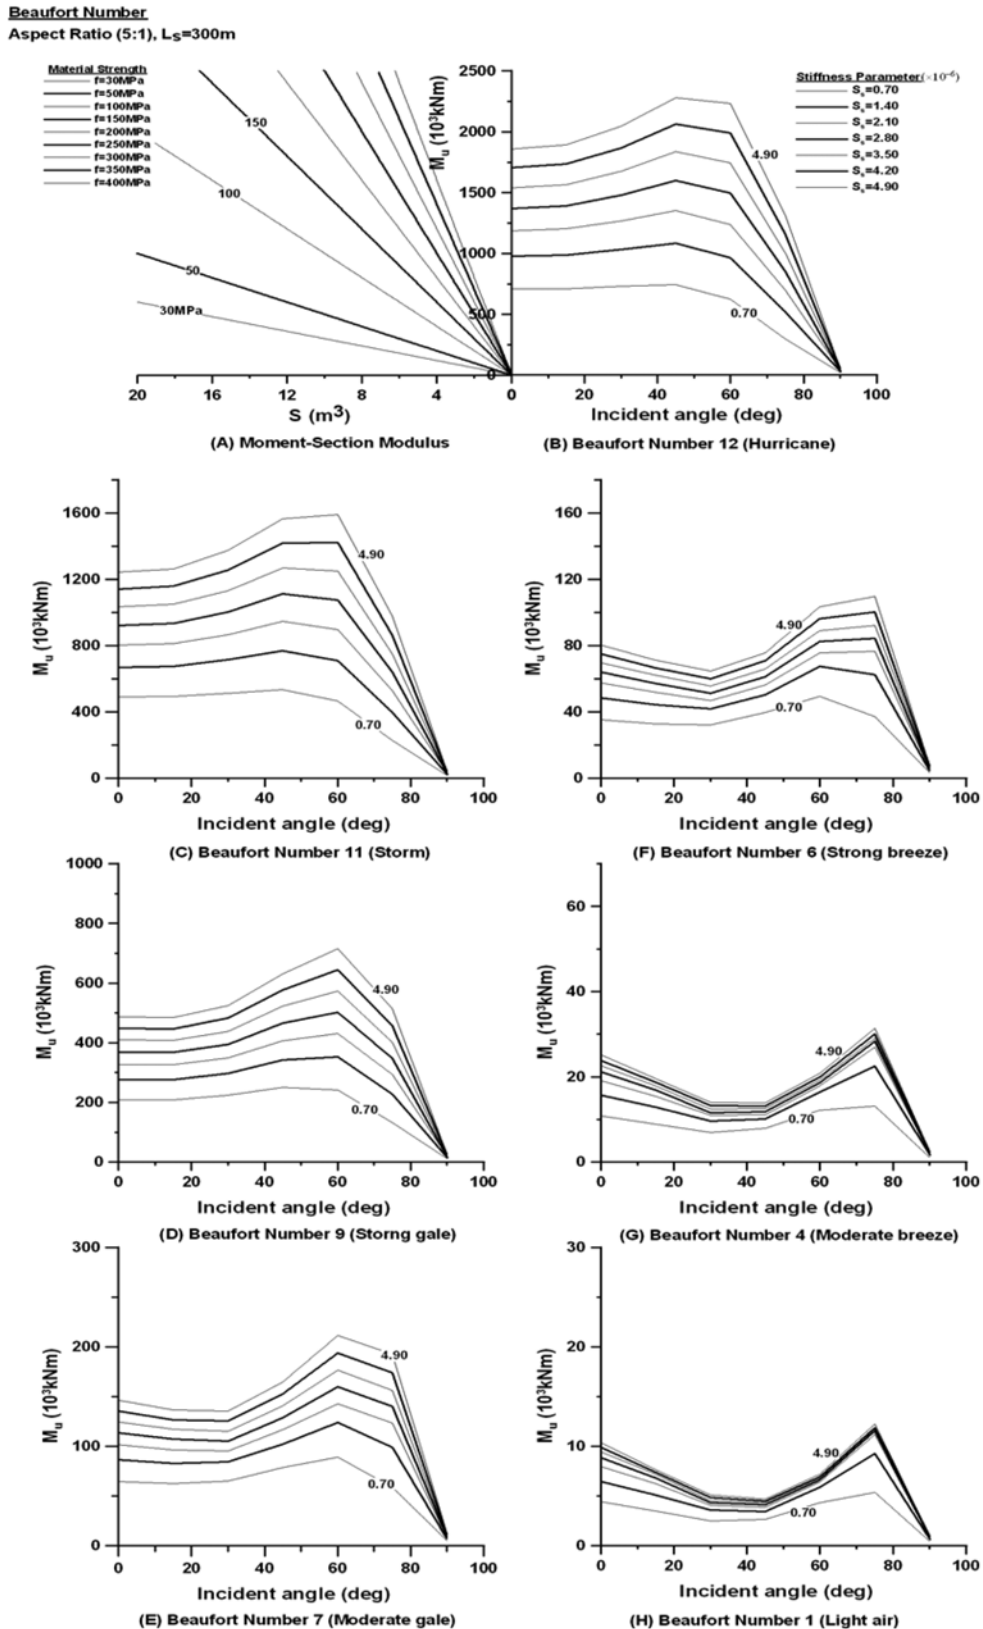 Beaufort Number
Aspect Ratio (5:1), LS=300m
Material Strength
f=30MPa
f=50MPa
f=100MPa
f=150MPa
f=200MPa
f=250MPa
f=300MPa
f=350MPa
f=400MPa
150
100
50
30MPa
20 16 12 8 4
S (m³)
(A) Moment-Section Modulus
Mu (10³kNm)
2500
2000
1500
1000
500
0
4.90
0.70
0 20 40 60 80 100
Incident angle (deg)
(B) Beaufort Number 12 (Hurricane)
Stiffness Parameter(×10⁻⁶)
Ss=0.70
Ss=1.40
Ss=2.10
Ss=2.80
Ss=3.50
Ss=4.20
Ss=4.90
Mu (10³kNm)
1600
1200
800
400
0
4.90
0.70
0 20 40 60 80 100
Incident angle (deg)
(C) Beaufort Number 11 (Storm)
Mu (10³kNm)
160
120
80
40
0
4.90
0.70
0 20 40 60 80 100
Incident angle (deg)
(F) Beaufort Number 6 (Strong breeze)
Mu (10³kNm)
1000
800
600
400
200
0
4.90
0.70
0 20 40 60 80 100
Incident angle (deg)
(D) Beaufort Number 9 (Storng gale)
Mu (10³kNm)
60
40
20
0
4.90
0.70
0 20 40 60 80 100
Incident angle (deg)
(G) Beaufort Number 4 (Moderate breeze)
Mu (10³kNm)
300
200
100
0
4.90
0.70
0 20 40 60 80 100
Incident angle (deg)
(E) Beaufort Number 7 (Moderate gale)
Mu (10³kNm)
30
20
10
0
4.90
0.70
0 20 40 60 80 100
Incident angle (deg)
(H) Beaufort Number 1 (Light air)